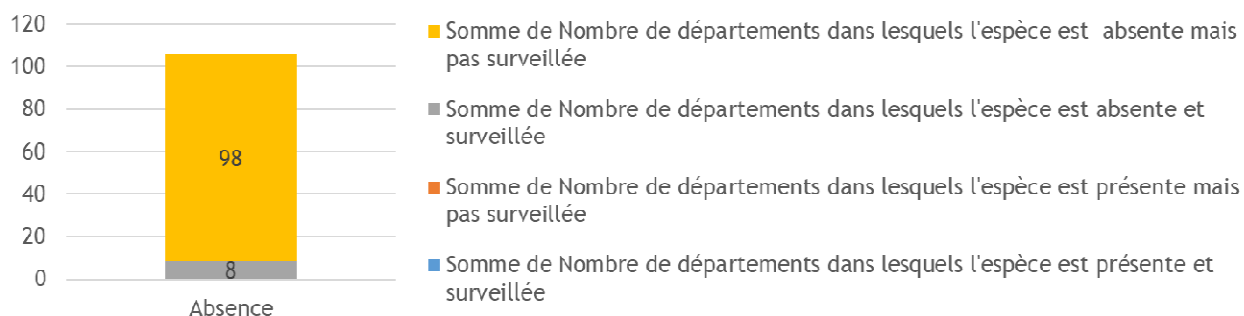 120
100
80
60
40
20
0
98
8
Absence
Somme de Nombre de départements dans lesquels l'espèce est  absente mais
pas surveillée
Somme de Nombre de départements dans lesquels l'espèce est absente et
surveillée
Somme de Nombre de départements dans lesquels l'espèce est présente mais
pas surveillée
Somme de Nombre de départements dans lesquels l'espèce est présente et
surveillée